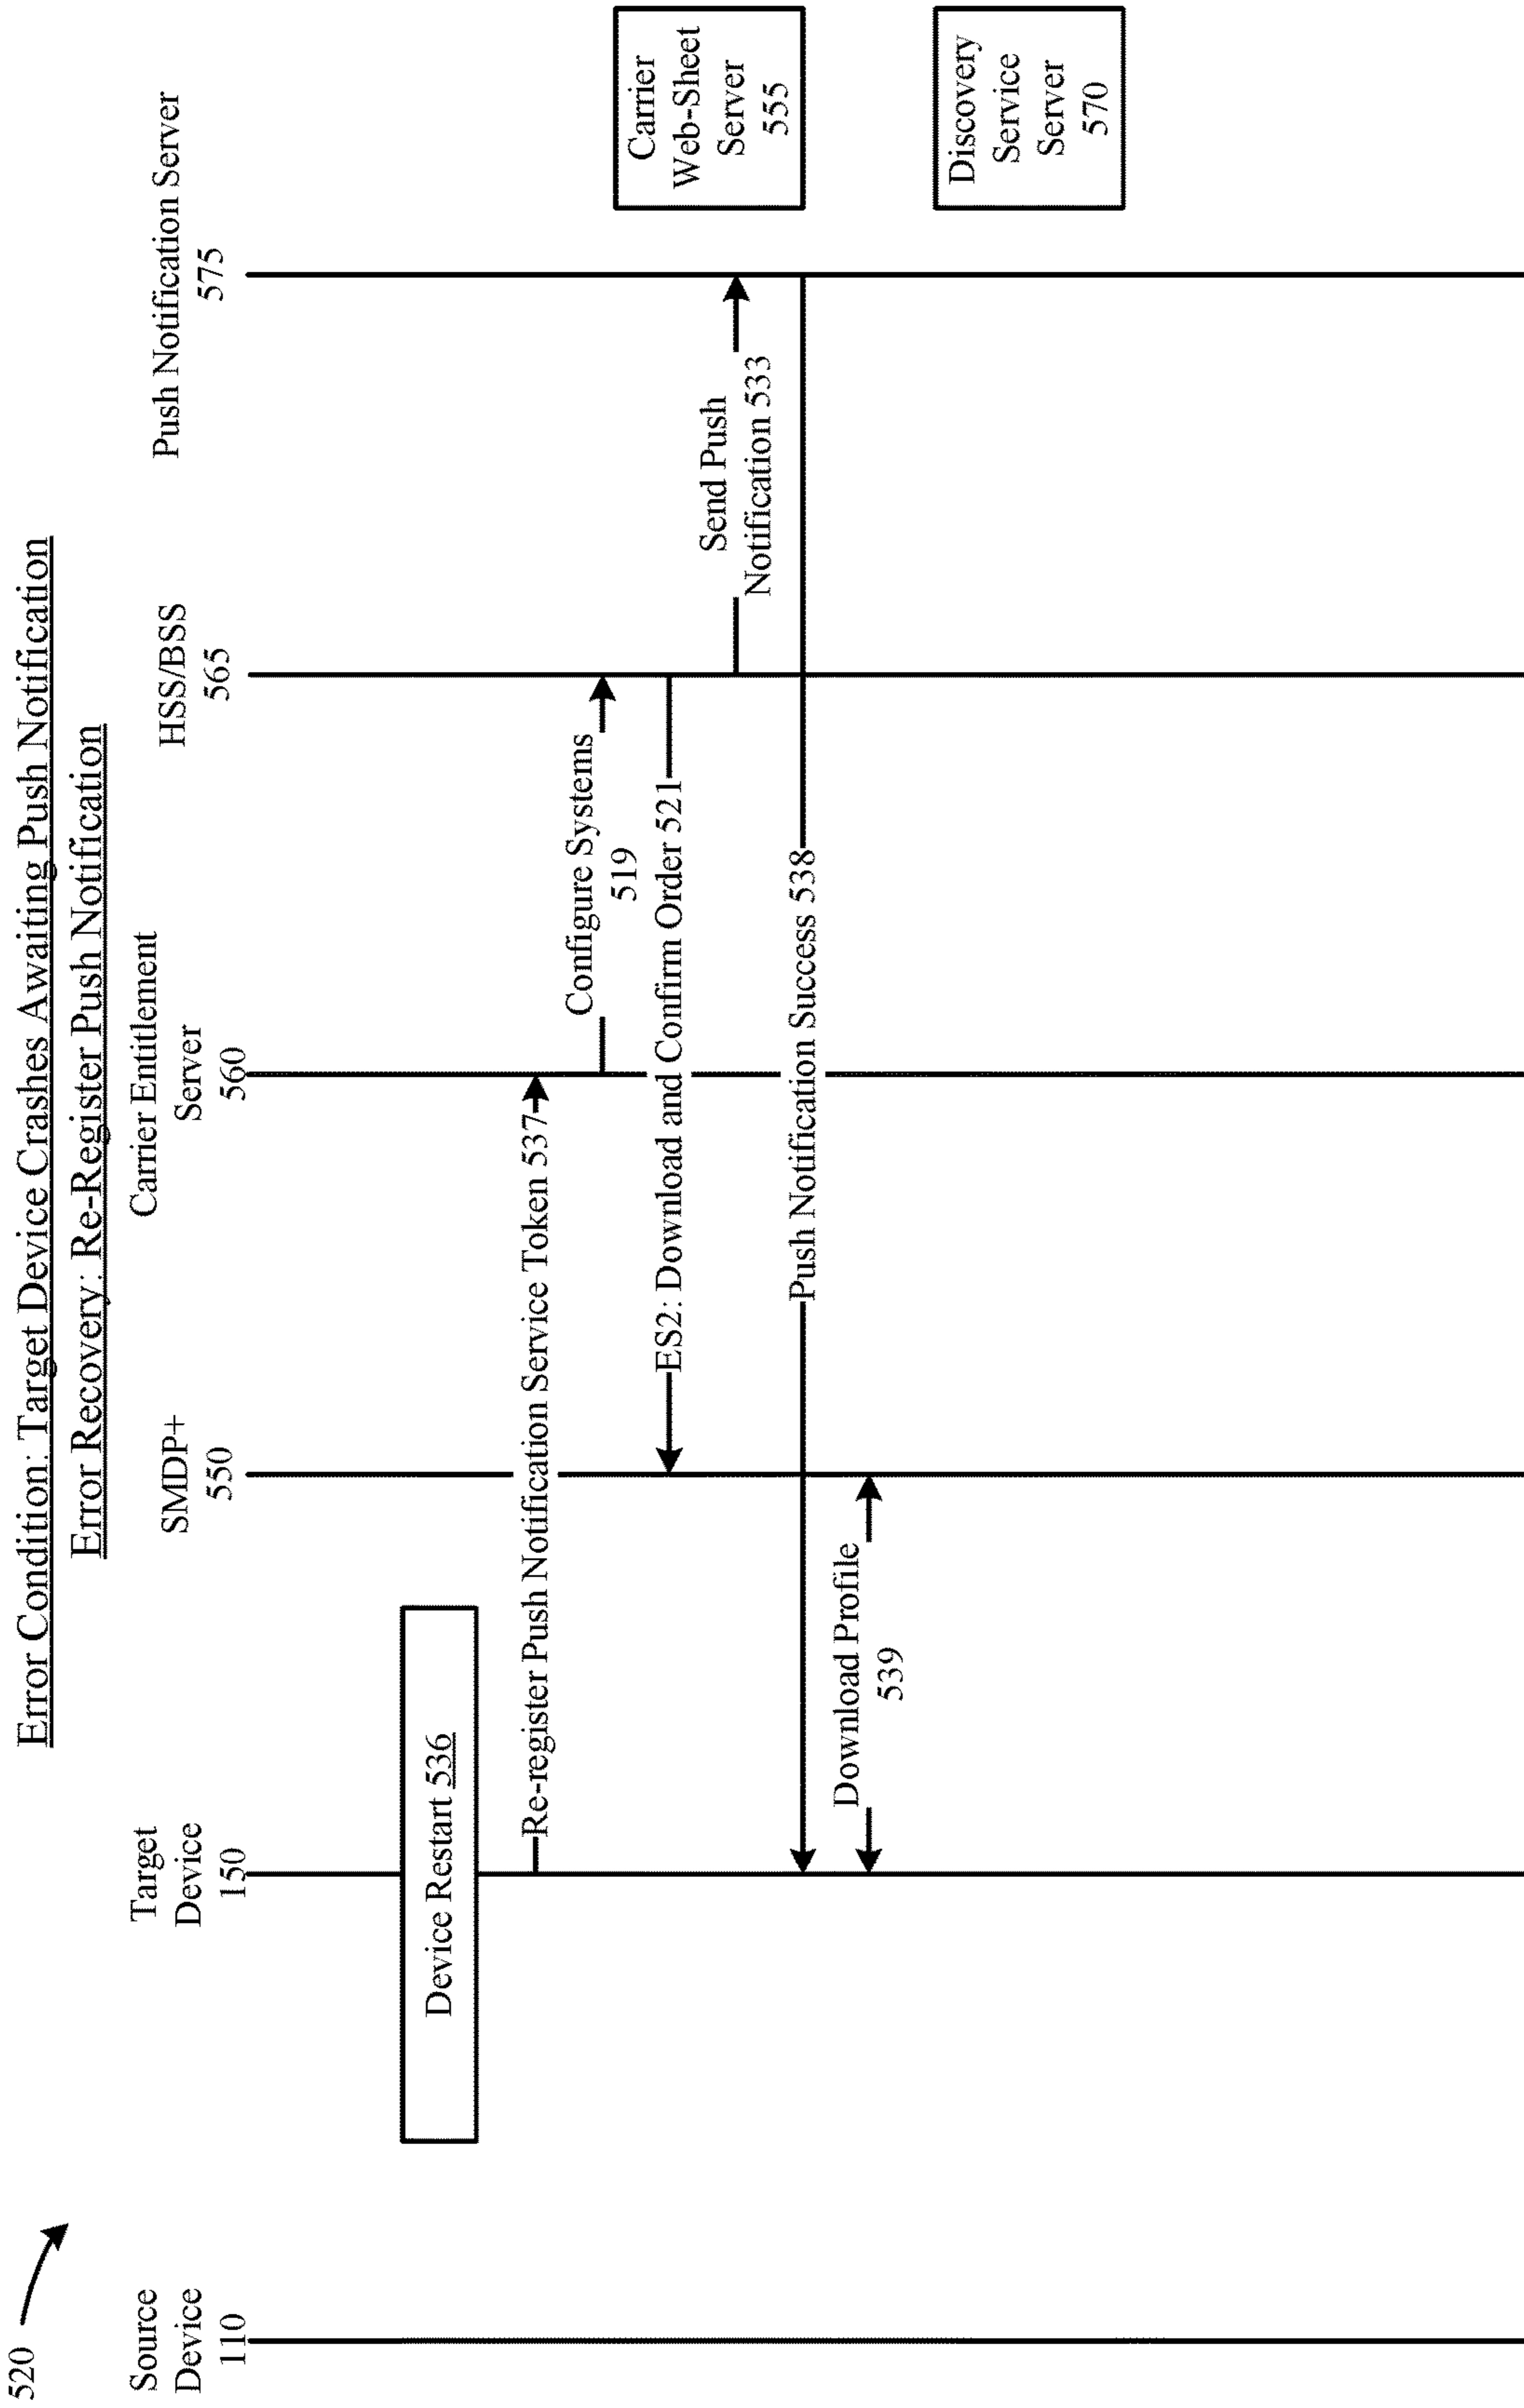 520
Error Condition: Target Device Crashes Awaiting Push Notification
Error Recovery: Re-Register Push Notification
Source
Device
110
Target
Device
150
SMDP+
550
Carrier Entitlement
Server
560
HSS/BSS
565
Push Notification Server
575
Device Restart 536
Re-register Push Notification Service Token 537
Configure Systems
519
ES2: Download and Confirm Order 521
Send Push
Notification 533
Push Notification Success 538
Download Profile
539
Carrier
Web-Sheet
Server
555
Discovery
Service
Server
570